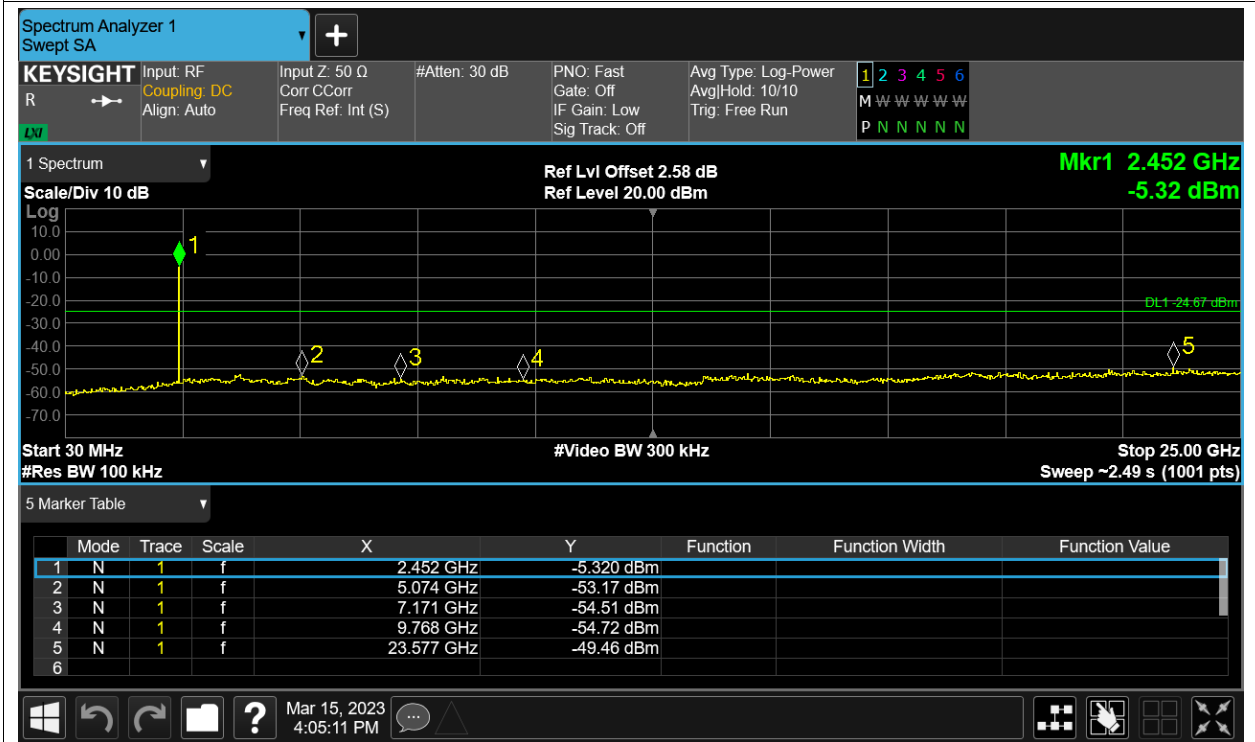 Spectrum Analyzer 1
Swept SA
+
KEYSIGHT
R
LXI
Input: RF
Coupling: DC
Align: Auto
Input Z: 50 Ω
Corr CCorr
Freq Ref: Int (S)
#Atten: 30 dB
PNO: Fast
Gate: Off
IF Gain: Low
Sig Track: Off
Avg Type: Log-Power
Avg|Hold: 10/10
Trig: Free Run
1 2 3 4 5 6
M W W W W W
P N N N N N
1 Spectrum
Scale/Div 10 dB
Ref Lvl Offset 2.58 dB
Ref Level 20.00 dBm
Mkr1 2.452 GHz
-5.32 dBm
Log
10.0
0.00
-10.0
-20.0
-30.0
-40.0
-50.0
-60.0
-70.0
1
2
3
4
5
DL1 -24.67 dBm
Start 30 MHz
#Res BW 100 kHz
#Video BW 300 kHz
Stop 25.00 GHz
Sweep ~2.49 s (1001 pts)
5 Marker Table
Mode Trace Scale X Y Function Function Width Function Value
1 N 1 f 2.452 GHz -5.320 dBm
2 N 1 f 5.074 GHz -53.17 dBm
3 N 1 f 7.171 GHz -54.51 dBm
4 N 1 f 9.768 GHz -54.72 dBm
5 N 1 f 23.577 GHz -49.46 dBm
6
?
Mar 15, 2023
4:05:11 PM